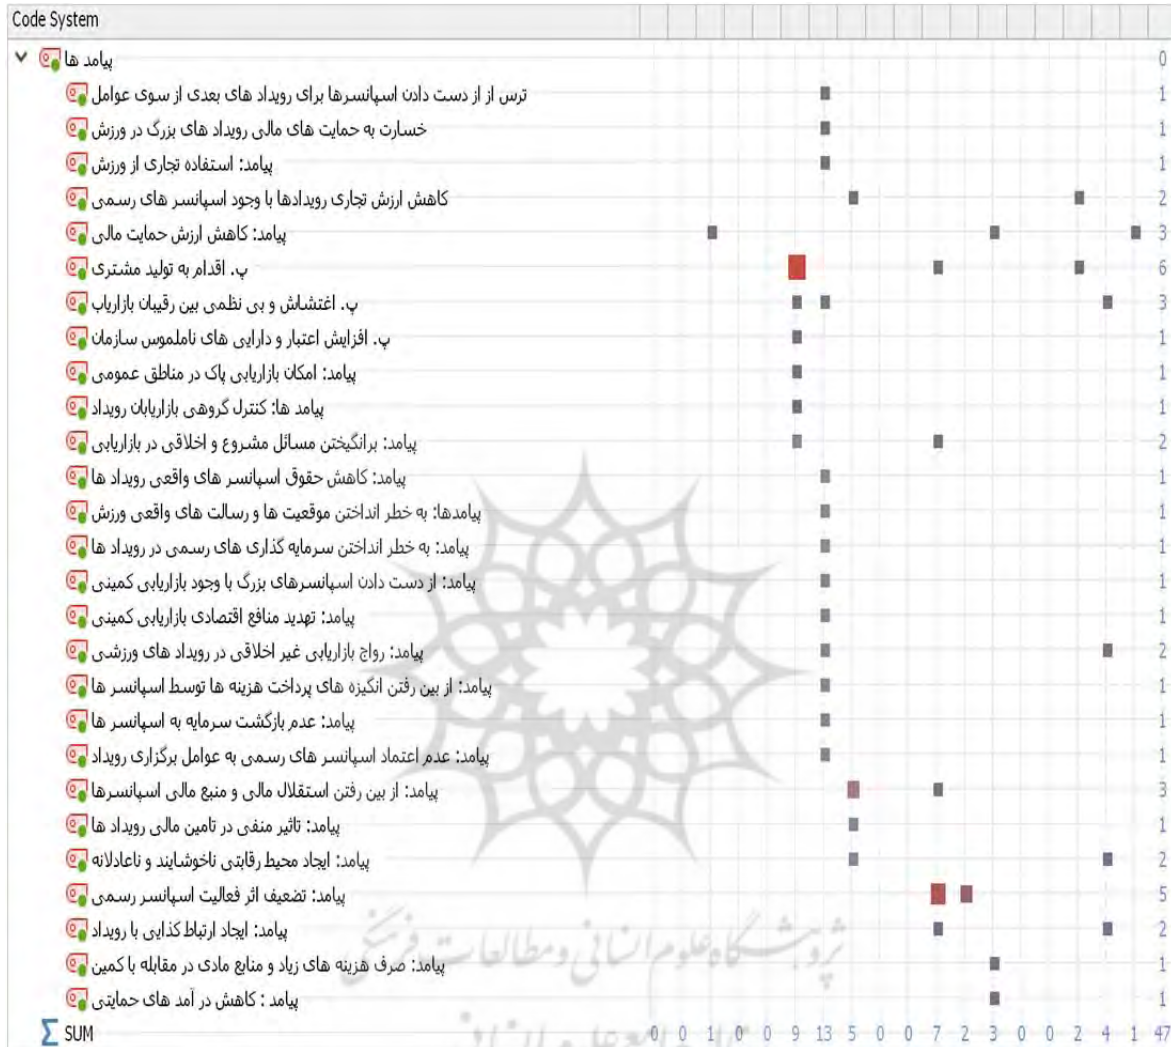 Code System
پیامد ها 0
ترس از از دست دادن اسپانسرها برای رویداد های بعدی از سوی عوامل 1
خسارت به حمایت های مالی رویداد های بزرگ در ورزش 1
پیامد: استفاده تجاری از ورزش 1
کاهش ارزش تجاری رویدادها با وجود اسپانسر های رسمی 2
پیامد: کاهش ارزش حمایت مالی 3
پ. اقدام به تولید مشتری 6
پ. اغتشاش و بی نظمی بین رقیبان بازاریاب 3
پ. افزایش اعتبار و دارایی های ناملموس سازمان 1
پیامد: امکان بازاریابی پاک در مناطق عمومی 1
پیامد ها: کنترل گروهی بازاریابان رویداد 1
پیامد: برانگیختن مسائل مشروع و اخلاقی در بازاریابی 2
پیامد: کاهش حقوق اسپانسر های واقعی رویداد ها 1
پیامدها: به خطر انداختن موقعیت ها و رسالت های واقعی ورزش 1
پیامد: به خطر انداختن سرمایه گذاری های رسمی در رویداد ها 1
پیامد: از دست دادن اسپانسرهای بزرگ با وجود بازاریابی کمینی 1
پیامد: تهدید منافع اقتصادی بازاریابی کمینی 1
پیامد: رواج بازاریابی غیر اخلاقی در رویداد های ورزشی 2
پیامد: از بین رفتن انگیزه های پرداخت هزینه ها توسط اسپانسر ها 1
پیامد: عدم بازگشت سرمایه به اسپانسر ها 1
پیامد: عدم اعتماد اسپانسر های رسمی به عوامل برگزاری رویداد 1
پیامد: از بین رفتن استقلال مالی و منبع مالی اسپانسرها 3
پیامد: تاثیر منفی در تامین مالی رویداد ها 1
پیامد: ایجاد محیط رقابتی ناخوشایند و ناعادلانه 2
پیامد: تضعیف اثر فعالیت اسپانسر رسمی 5
پیامد: ایجاد ارتباط کذایی با رویداد 2
پیامد: صرف هزینه های زیاد و منابع مادی در مقابله با کمین 1
پیامد : کاهش در آمد های حمایتی 1
پژوهشگاه علوم انسانی و مطالعات فرهنگی
∑ SUM 0 0 1 0 0 9 13 5 0 0 7 2 3 0 0 2 4 1 47